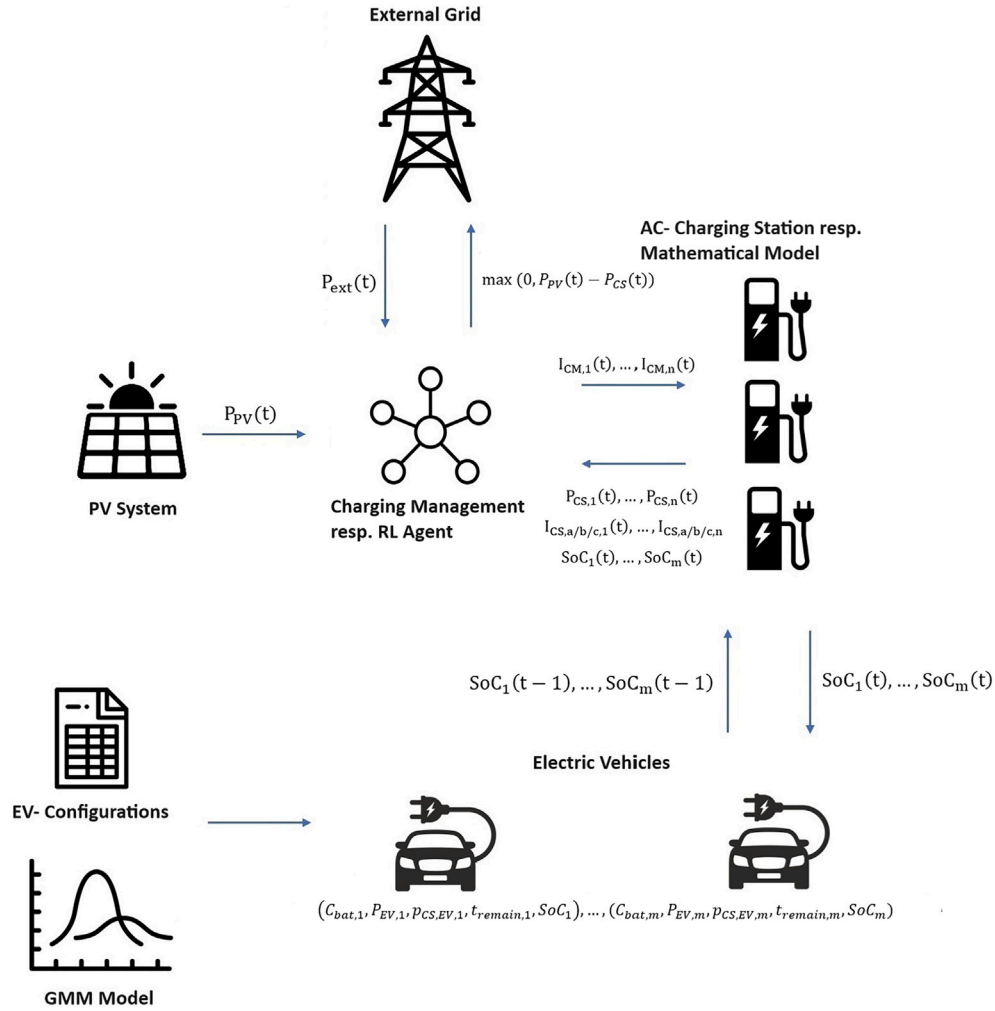 External Grid
P_ext(t)
max (0, P_PV(t) − P_CS(t))
AC- Charging Station resp.
Mathematical Model
I_CM,1(t), … , I_CM,n(t)
P_PV(t)
PV System
Charging Management
resp. RL Agent
P_CS,1(t), … , P_CS,n(t)
I_CS,a/b/c,1(t), … , I_CS,a/b/c,n
SoC_1(t), … , SoC_m(t)
SoC_1(t − 1), … , SoC_m(t − 1)
SoC_1(t), … , SoC_m(t)
Electric Vehicles
EV- Configurations
(C_bat,1, P_EV,1, p_CS,EV,1, t_remain,1, SoC_1), … , (C_bat,m, P_EV,m, p_CS,EV,m, t_remain,m, SoC_m)
GMM Model